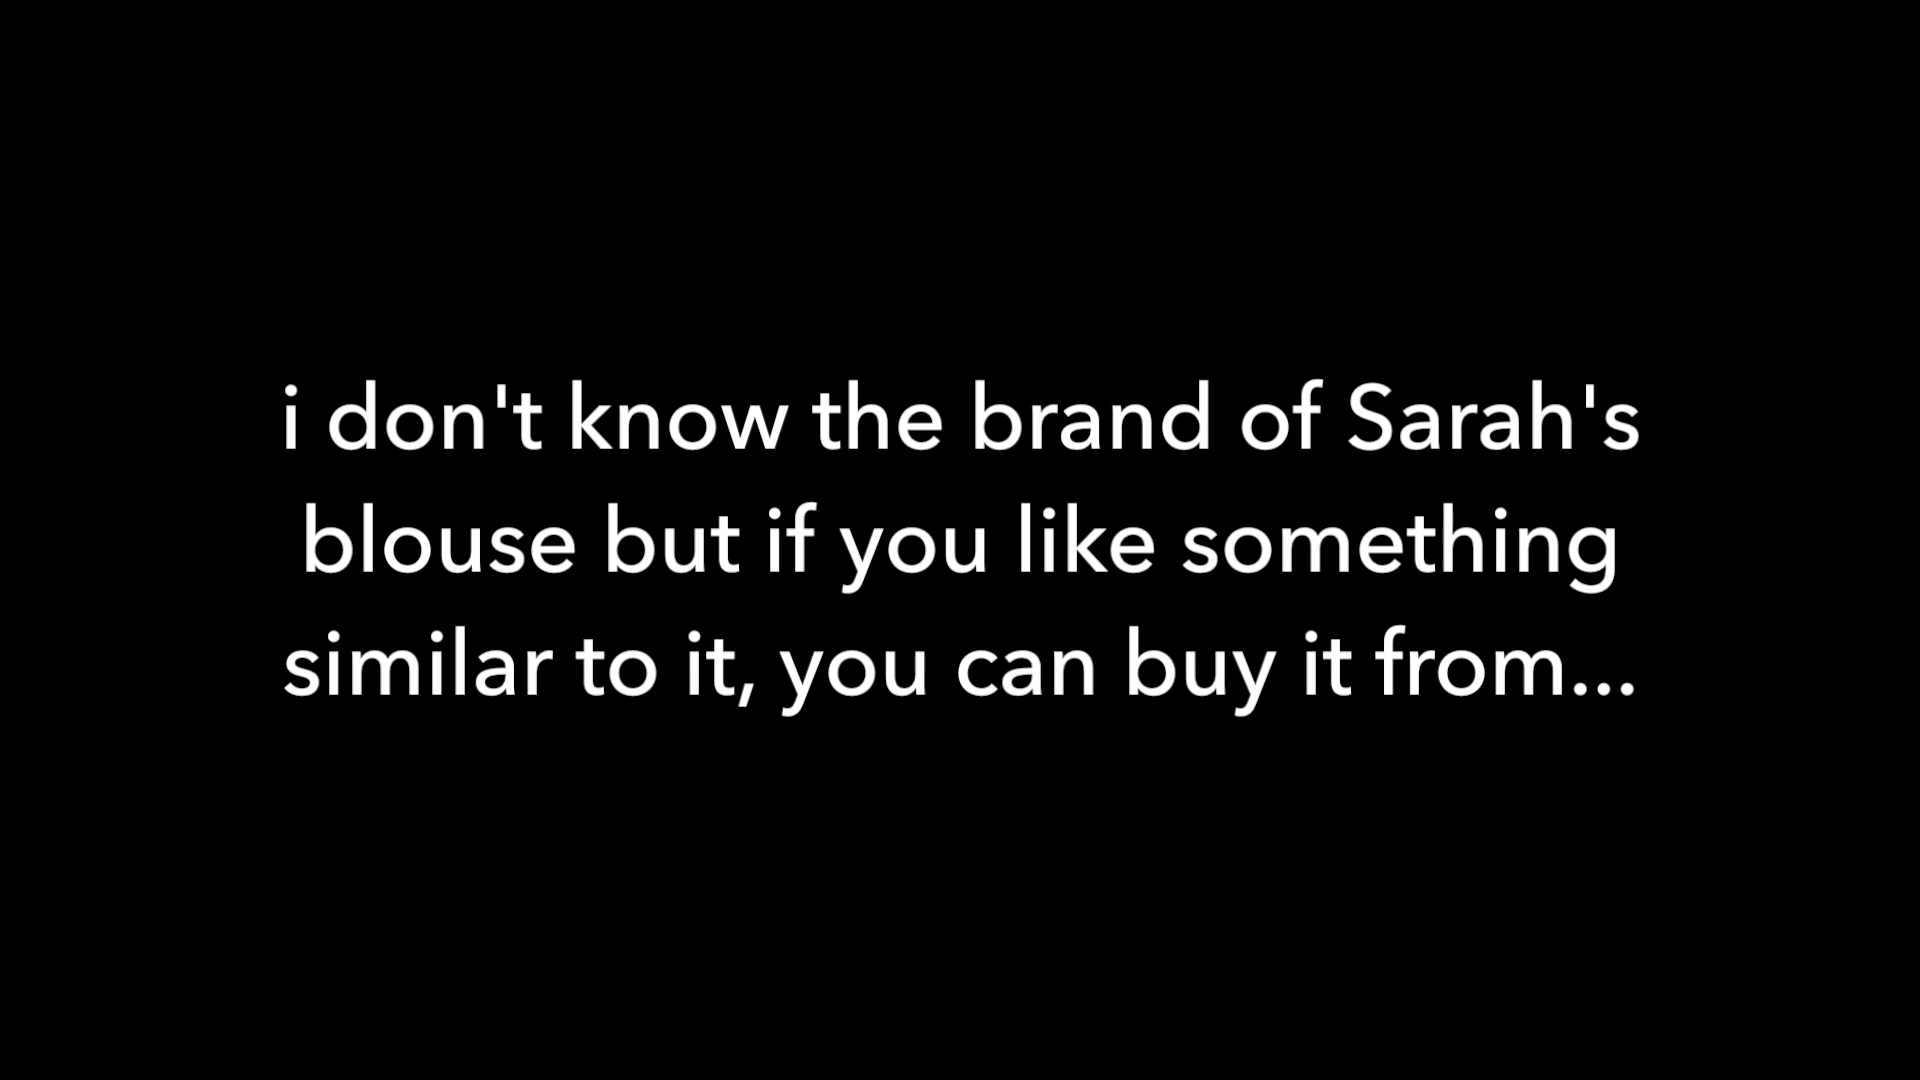 i don't know the brand of Sarah's
blouse but if you like something
similar to it, you can buy it from...